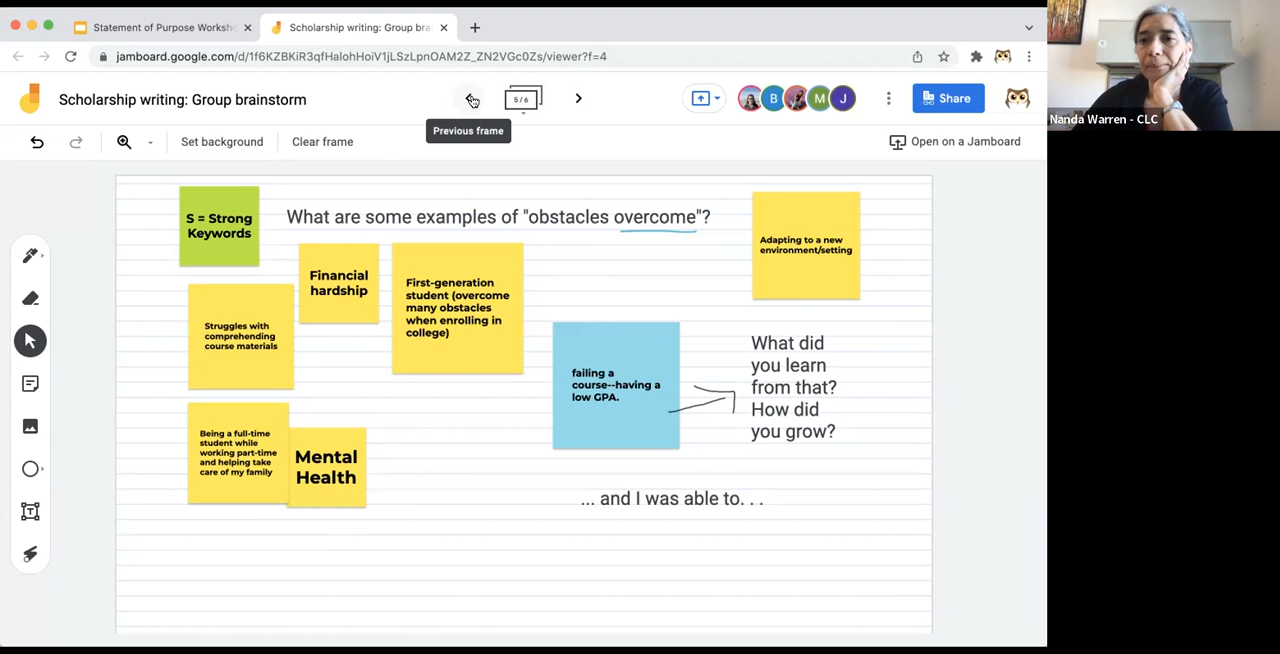 Statement of Purpose Worksho
Scholarship writing: Group bra
jamboard.google.com/d/1f6KZBKiR3qfHalohHoiV1jLSzLpnOAM2Z_ZN2VGc0Zs/viewer?f=4
Nanda Warren - CLC
Scholarship writing: Group brainstorm
5 / 6
B
M
J
Share
Previous frame
Set background
Clear frame
Open on a Jamboard
S = Strong
Keywords
What are some examples of "obstacles overcome"?
Adapting to a new
environment/setting
Financial
hardship
First-generation
student (overcome
many obstacles
when enrolling in
college)
Struggles with
comprehending
course materials
failing a
course--having a
low GPA.
What did
you learn
from that?
How did
you grow?
Being a full-time
student while
working part-time
and helping take
care of my family
Mental
Health
... and I was able to. . .